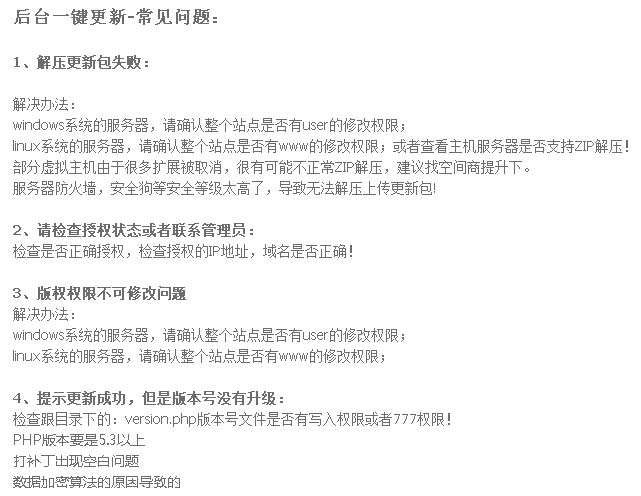 后台一键更新-常见问题：
1、解压更新包失败：
解决办法：
windows系统的服务器，请确认整个站点是否有user的修改权限；
linux系统的服务器，请确认整个站点是否有www的修改权限；或者查看主机服务器是否支持ZIP解压！
部分虚拟主机由于很多扩展被取消，很有可能不正常ZIP解压，建议找空间商提升下。
服务器防火墙，安全狗等安全等级太高了，导致无法解压上传更新包!
2、请检查授权状态或者联系管理员：
检查是否正确授权，检查授权的IP地址，域名是否正确！
3、版权权限不可修改问题
解决办法：
windows系统的服务器，请确认整个站点是否有user的修改权限；
linux系统的服务器，请确认整个站点是否有www的修改权限；
4、提示更新成功，但是版本号没有升级：
检查跟目录下的：version.php版本号文件是否有写入权限或者777权限！
PHP版本要是5.3以上
打补丁出现空白问题
数据加密算法的原因导致的